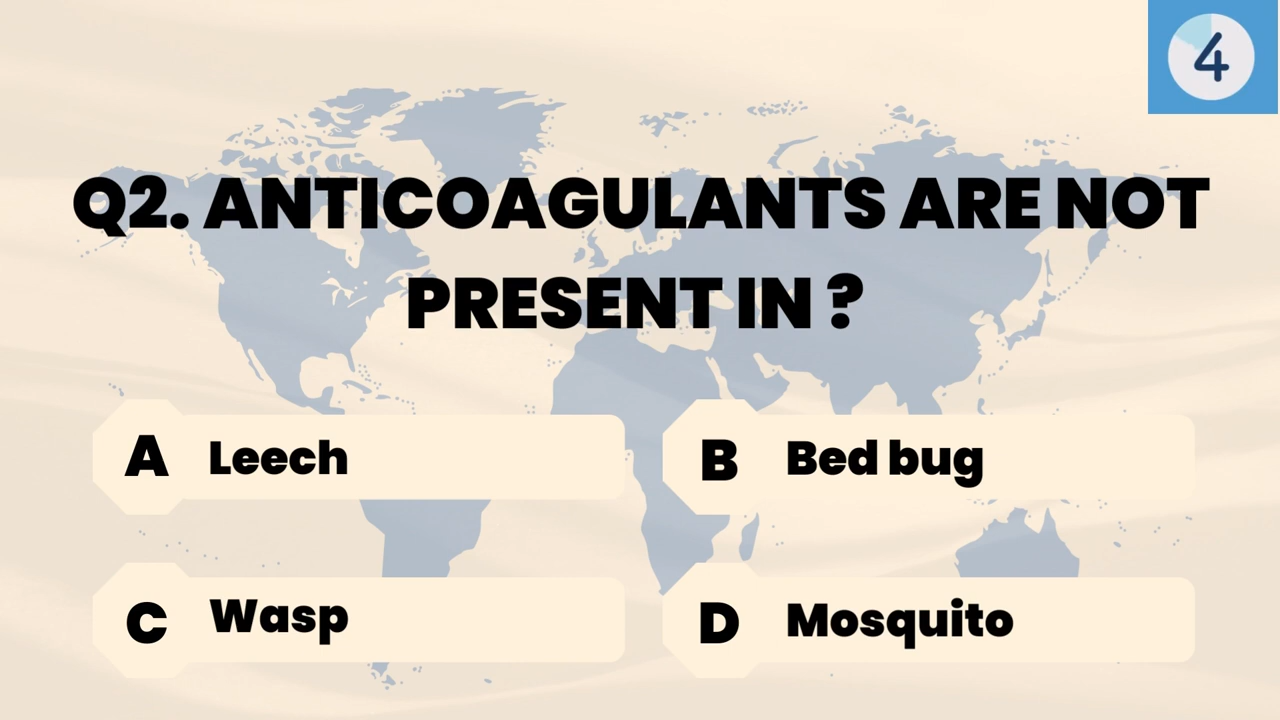 4
Q2. ANTICOAGULANTS ARE NOT
PRESENT IN ?
A Leech
B Bed bug
C Wasp
D Mosquito